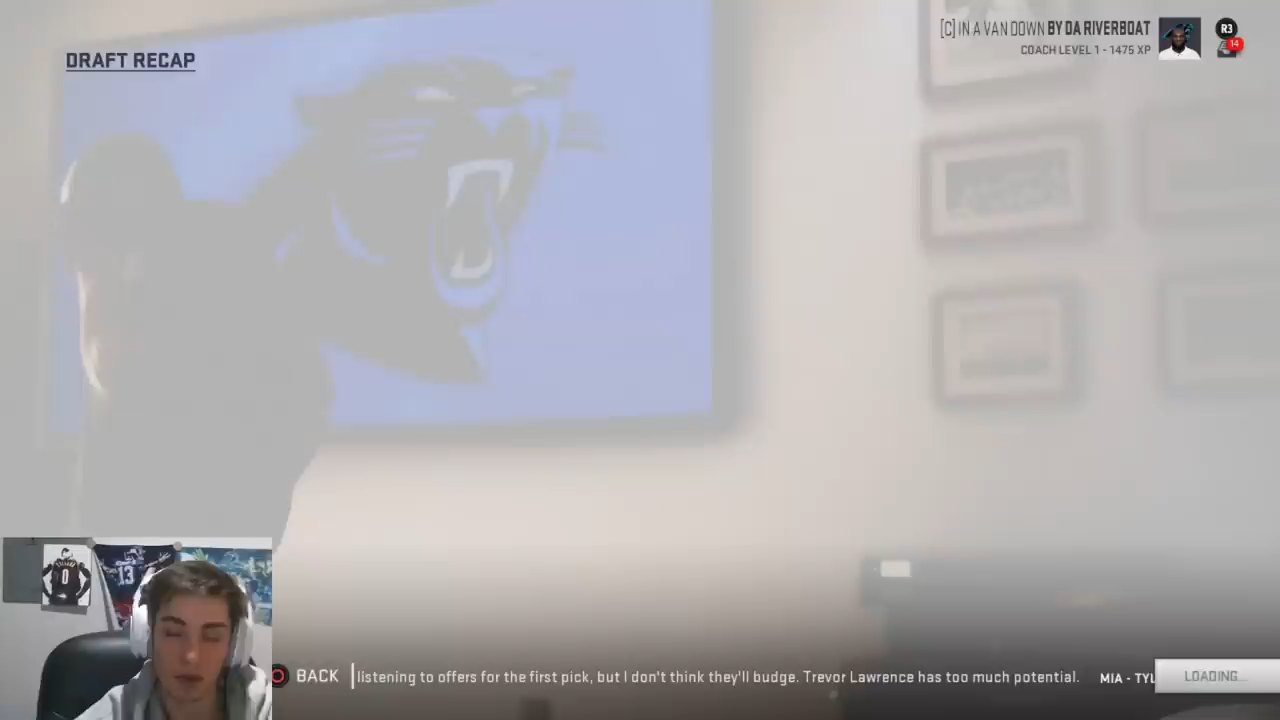 DRAFT RECAP
[C] IN A VAN DOWN BY DA RIVERBOAT
COACH LEVEL 1 - 1475 XP
R3
14
0
13
BACK
listening to offers for the first pick, but I don't think they'll budge. Trevor Lawrence has too much potential. MIA - TYL
LOADING...